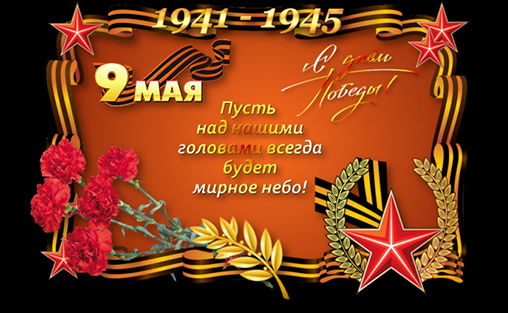 1941 - 1945
9 МАЯ
С днем
Победы!
Пусть
над нашими
головами всегда
будет
мирное небо!